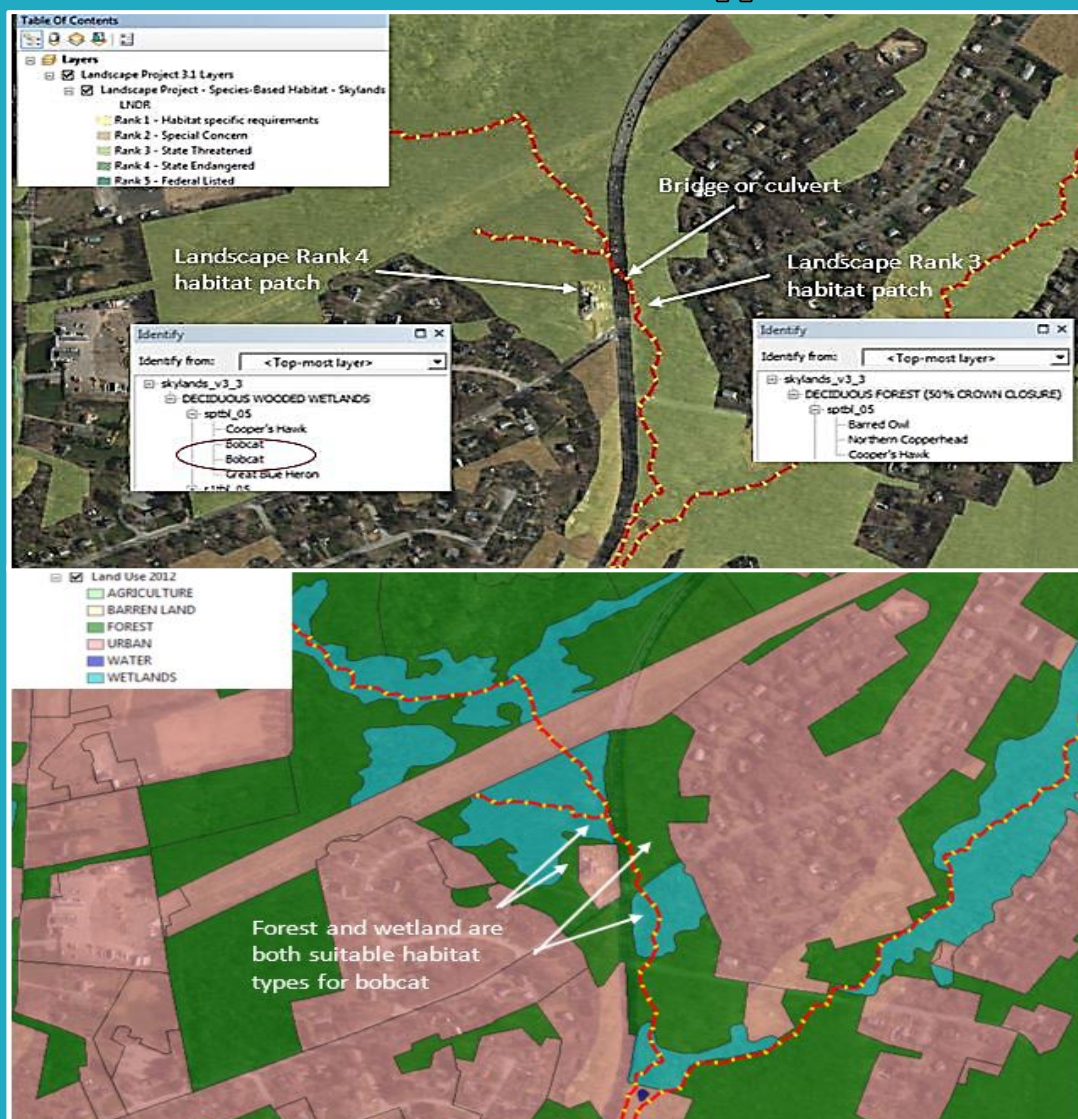 Table Of Contents
Layers
Landscape Project 3.1 Layers
Landscape Project - Species-Based Habitat - Skylands
LNDR
Rank 1 - Habitat specific requirements
Rank 2 - Special Concern
Rank 3 - State Threatened
Rank 4 - State Endangered
Rank 5 - Federal Listed
Bridge or culvert
Landscape Rank 4
habitat patch
Landscape Rank 3
habitat patch
Identify
Identify from: <Top-most layer>
skylands_v3_3
DECIDUOUS WOODED WETLANDS
sptbl_05
Cooper's Hawk
Bobcat
Bobcat
Great Blue Heron
Identify
Identify from: <Top-most layer>
skylands_v3_3
DECIDUOUS FOREST (50% CROWN CLOSURE)
sptbl_05
Barred Owl
Northern Copperhead
Cooper's Hawk
Land Use 2012
AGRICULTURE
BARREN LAND
FOREST
URBAN
WATER
WETLANDS
Forest and wetland are
both suitable habitat
types for bobcat